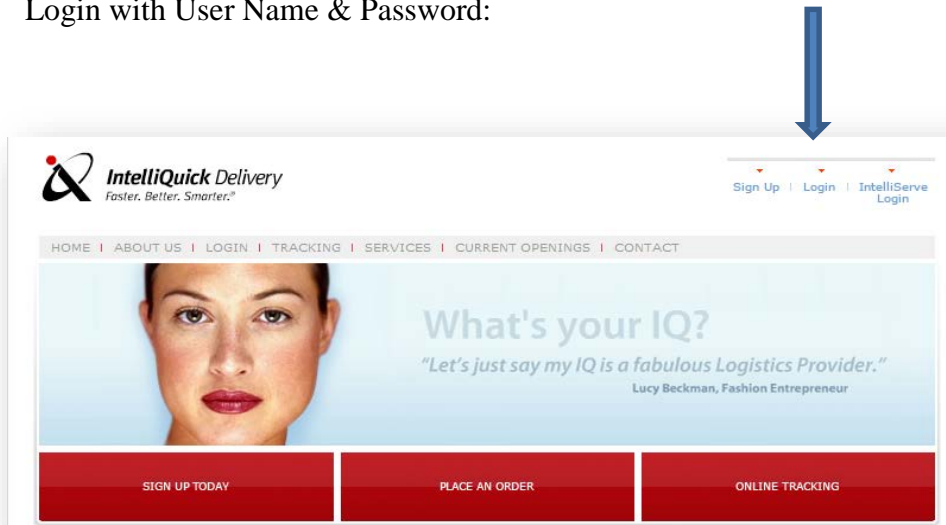 Login with User Name & Password:
IntelliQuick Delivery
Faster. Better. Smarter.®
Sign Up | Login | IntelliServe Login
HOME | ABOUT US | LOGIN | TRACKING | SERVICES | CURRENT OPENINGS | CONTACT
What's your IQ?
"Let's just say my IQ is a fabulous Logistics Provider."
Lucy Beckman, Fashion Entrepreneur
SIGN UP TODAY
PLACE AN ORDER
ONLINE TRACKING